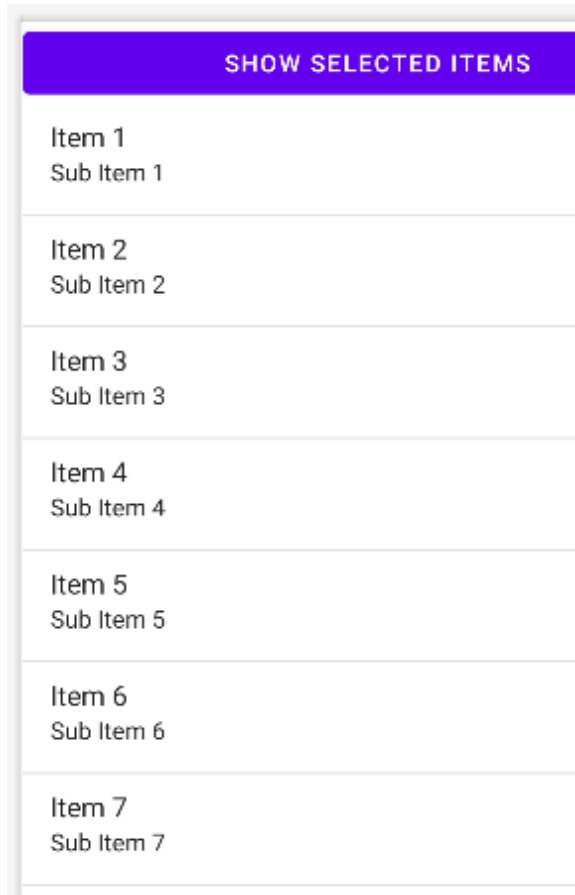 SHOW SELECTED ITEMS
Item 1
Sub Item 1
Item 2
Sub Item 2
Item 3
Sub Item 3
Item 4
Sub Item 4
Item 5
Sub Item 5
Item 6
Sub Item 6
Item 7
Sub Item 7